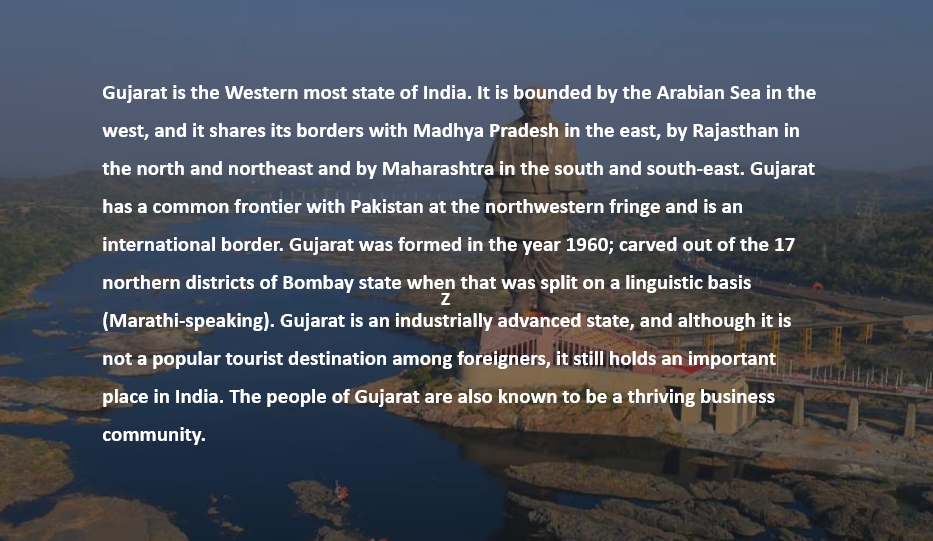 Gujarat is the Western most state of India. It is bounded by the Arabian Sea in the
west, and it shares its borders with Madhya Pradesh in the east, by Rajasthan in
the north and northeast and by Maharashtra in the south and south-east. Gujarat
has a common frontier with Pakistan at the northwestern fringe and is an
international border. Gujarat was formed in the year 1960; carved out of the 17
northern districts of Bombay state when that was split on a linguistic basis
Z
(Marathi-speaking). Gujarat is an industrially advanced state, and although it is
not a popular tourist destination among foreigners, it still holds an important
place in India. The people of Gujarat are also known to be a thriving business
community.